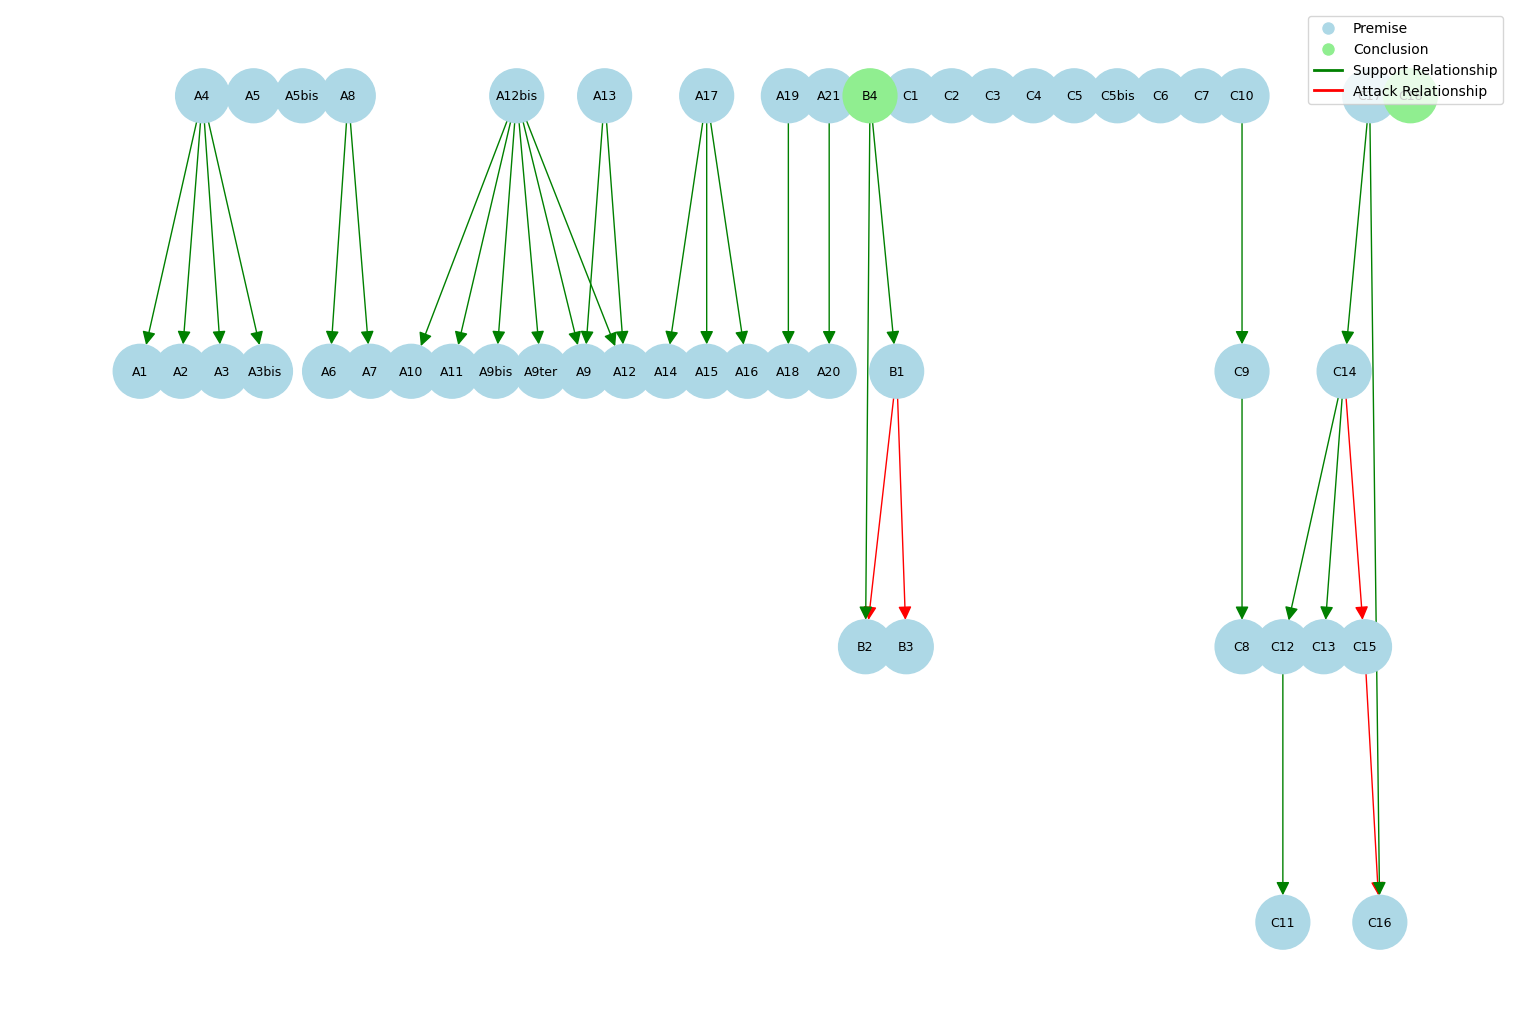 Premise
Conclusion
Support Relationship
Attack Relationship
A4 A5 A5bis A8 A12bis A13 A17 A19 A21 B4 C1 C2 C3 C4 C5 C5bis C6 C7 C10 C17
A1 A2 A3 A3bis A6 A7 A10 A11 A9bis A9ter A9 A12 A14 A15 A16 A18 A20 B1 C9 C14
B2 B3 C8 C12 C13 C15
C11 C16